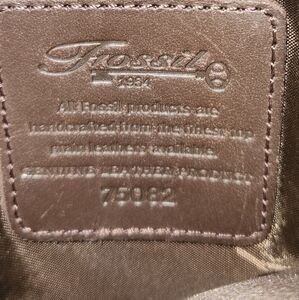 Fossil
1954
All Fossil products are
handcrafted from the finest top
grain leathers available.
GENUINE LEATHER PRODUCT
75082